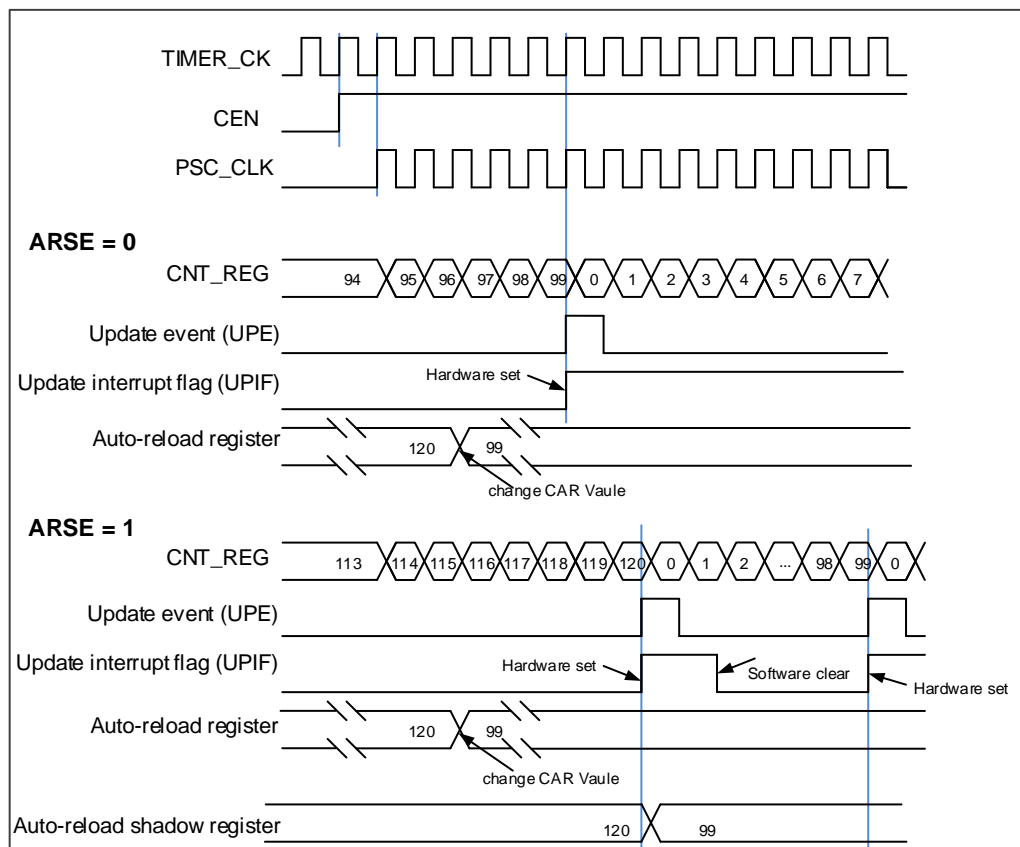 TIMER_CK
CEN
PSC_CLK
ARSE = 0
CNT_REG 94 95 96 97 98 99 0 1 2 3 4 5 6 7
Update event (UPE)
Update interrupt flag (UPIF) Hardware set
Auto-reload register 120 99
change CAR Vaule
ARSE = 1
CNT_REG 113 114 115 116 117 118 119 120 0 1 2 ... 98 99 0
Update event (UPE)
Update interrupt flag (UPIF) Hardware set Software clear Hardware set
Auto-reload register 120 99
change CAR Vaule
Auto-reload shadow register 120 99